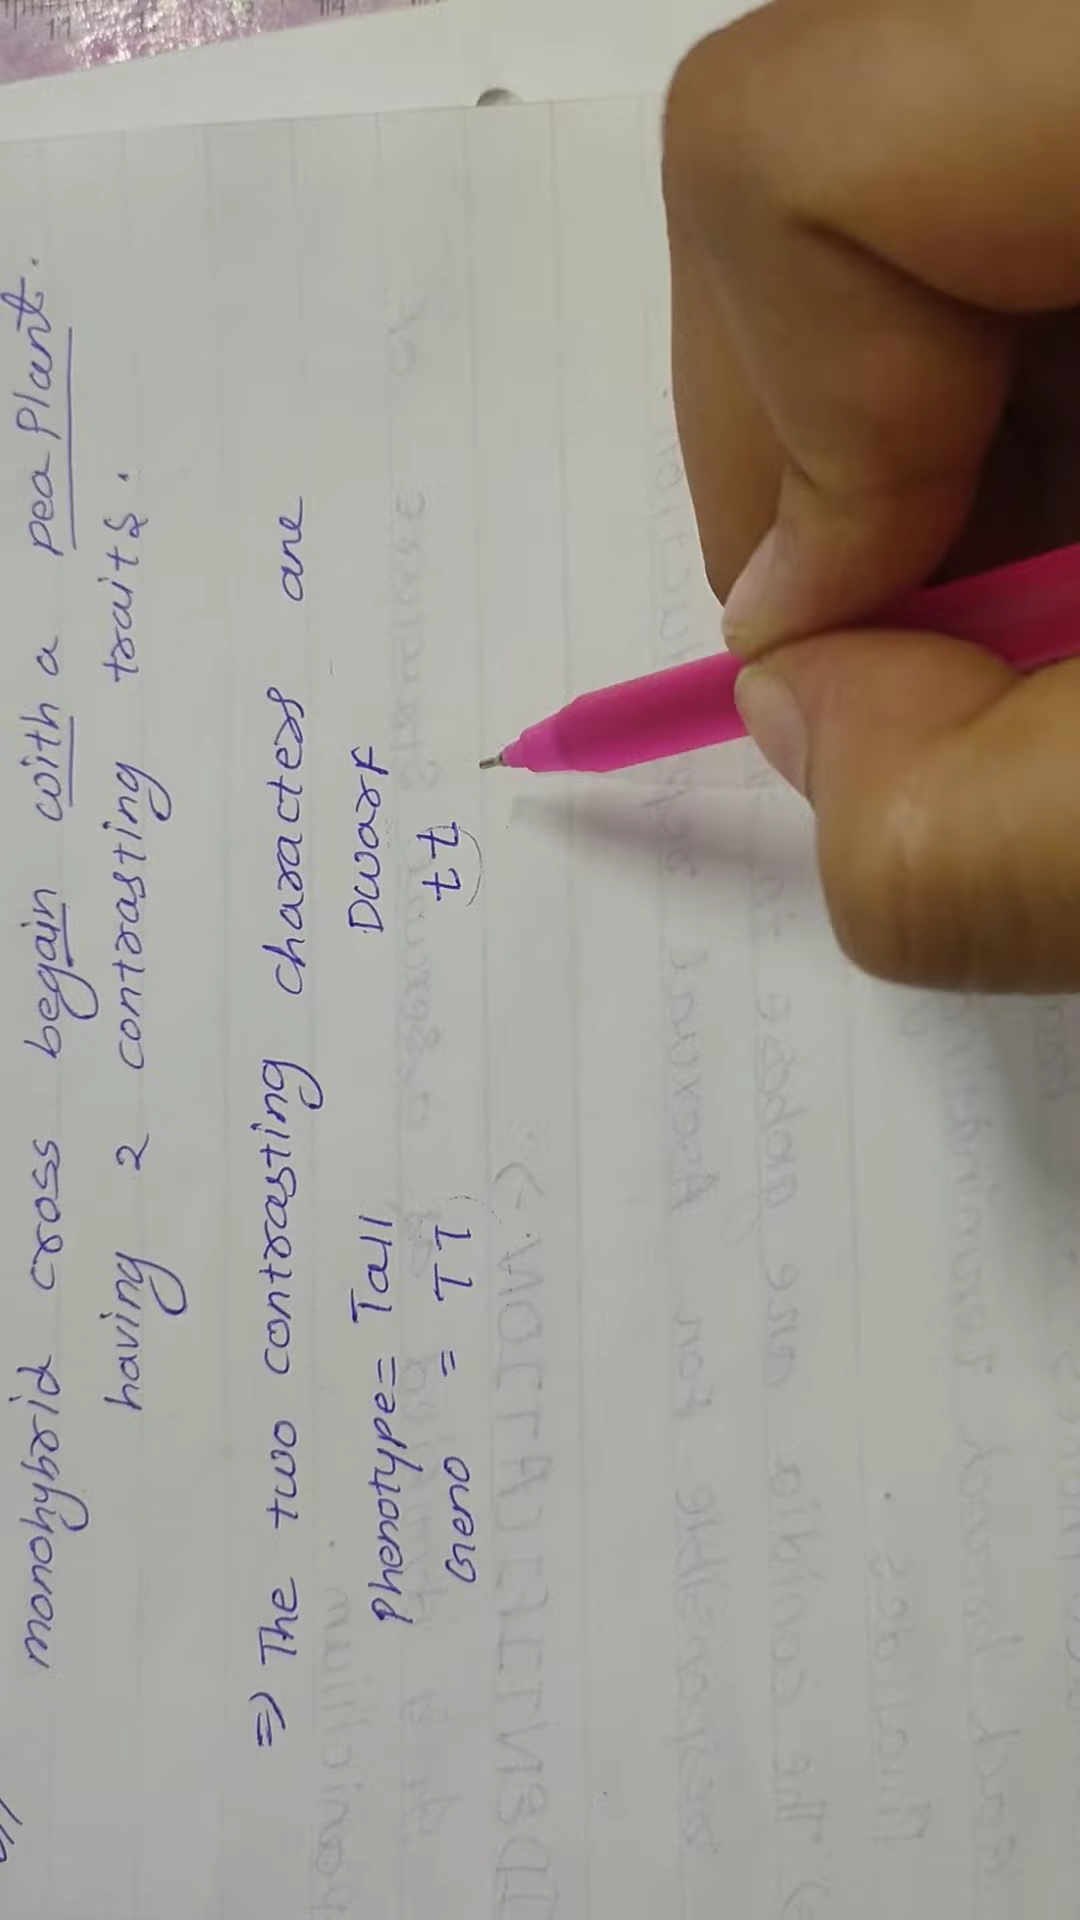 monohybrid cross begain with a pea Plant.
having 2 contrasting traits.
⇒ The two contrasting characters are
Phenotype = Tall Dwarf
Geno = TT tt